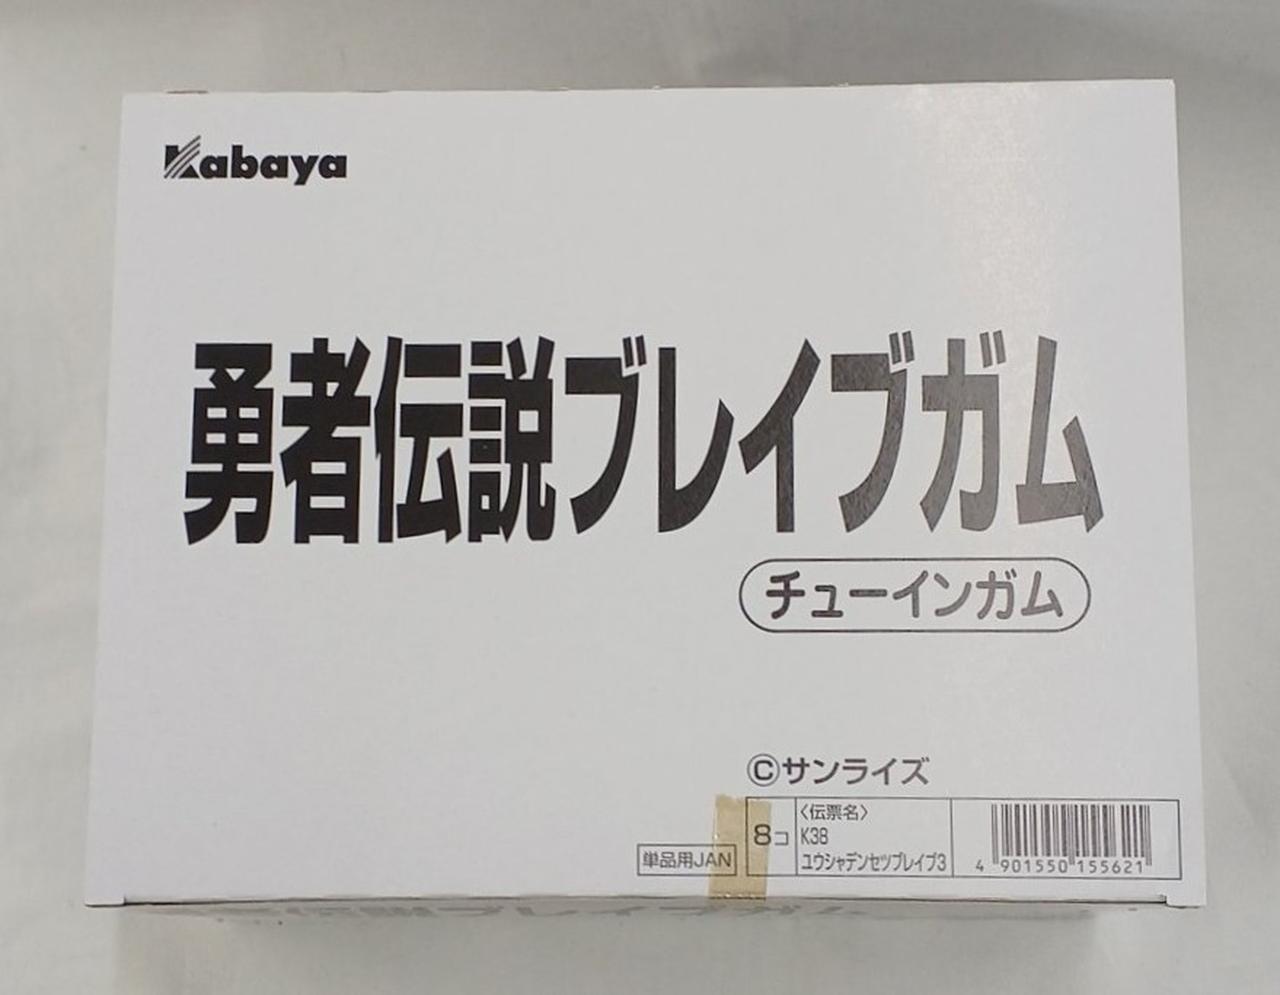 Kabaya
勇者伝説ブレイブガム
チューインガム
©サンライズ
単品用JAN
8コ
〈伝票名〉
K38
ユウシャデンセツブレイブ3
4 901550 155621